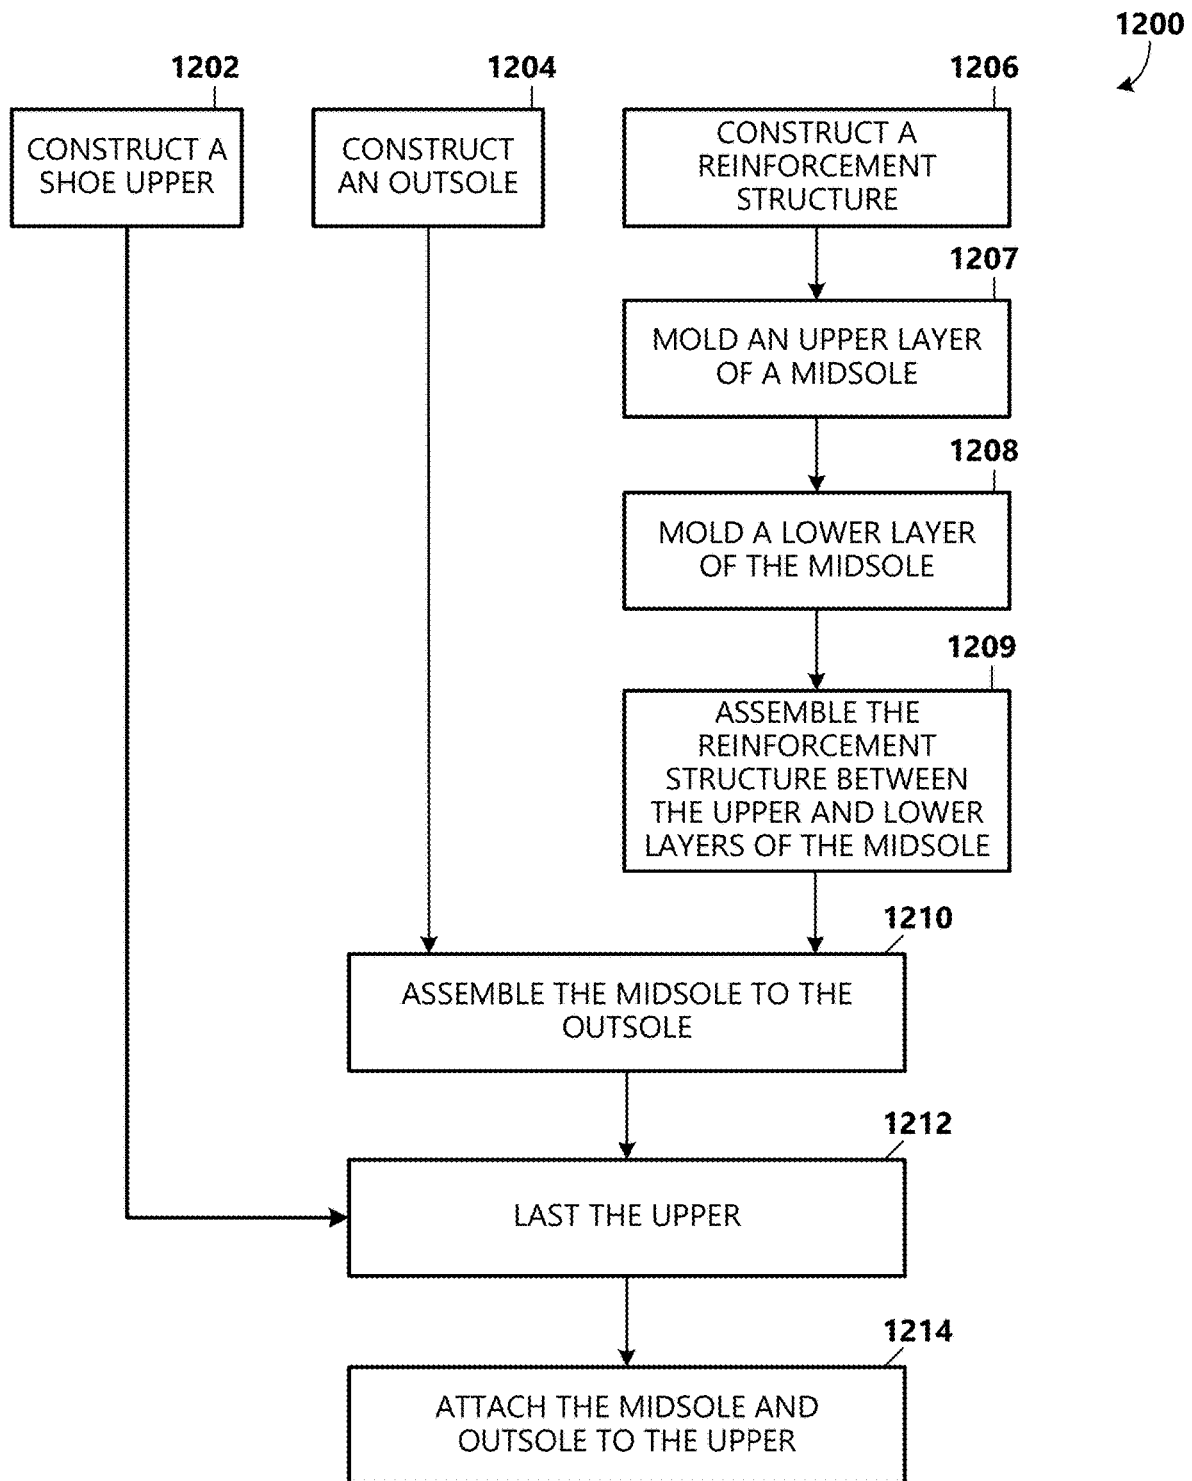 1200
1202
CONSTRUCT A
SHOE UPPER
1204
CONSTRUCT
AN OUTSOLE
1206
CONSTRUCT A
REINFORCEMENT
STRUCTURE
1207
MOLD AN UPPER LAYER
OF A MIDSOLE
1208
MOLD A LOWER LAYER
OF THE MIDSOLE
1209
ASSEMBLE THE
REINFORCEMENT
STRUCTURE BETWEEN
THE UPPER AND LOWER
LAYERS OF THE MIDSOLE
1210
ASSEMBLE THE MIDSOLE TO THE
OUTSOLE
1212
LAST THE UPPER
1214
ATTACH THE MIDSOLE AND
OUTSOLE TO THE UPPER